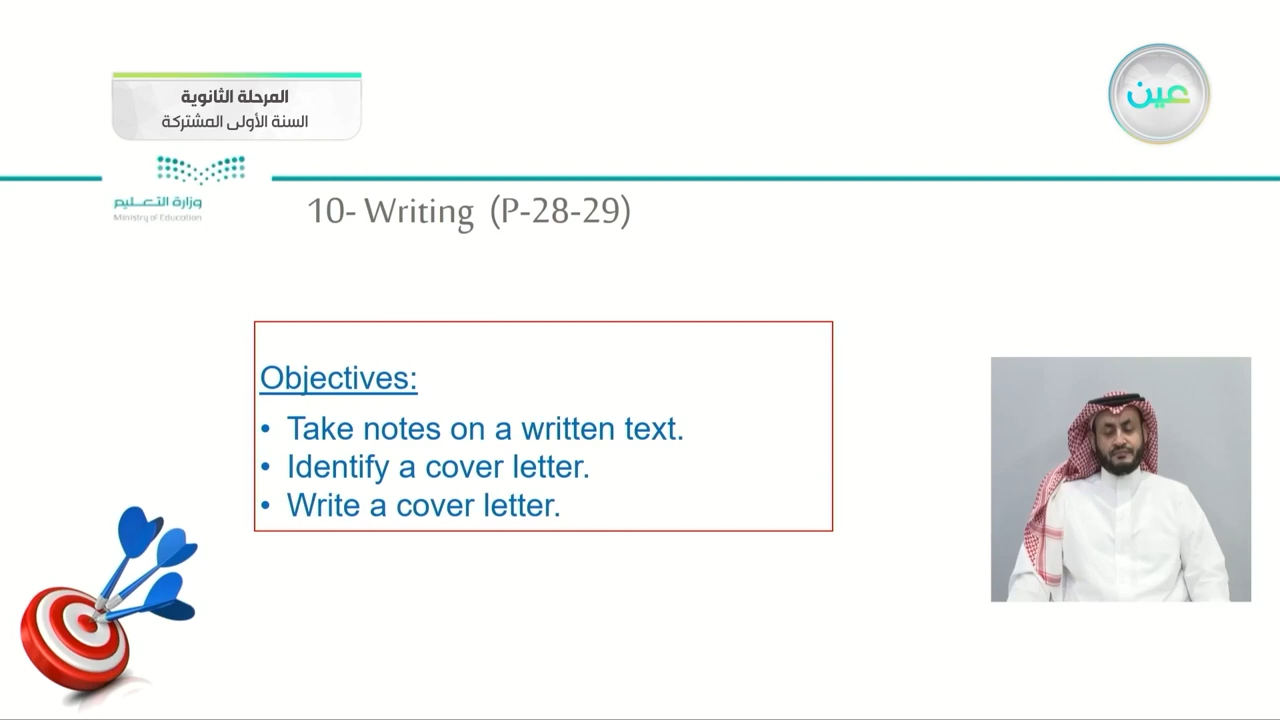 المرحلة الثانوية
السنة الأولى المشتركة
عين
وزارة التعـــليم
Ministry of Education
10- Writing (P-28-29)
Objectives:
• Take notes on a written text.
• Identify a cover letter.
• Write a cover letter.